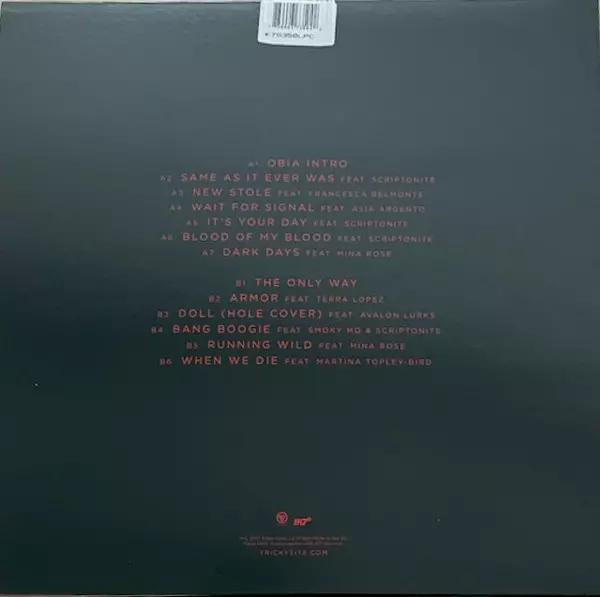 K7S350LPC
A1 OBIA INTRO
A2 SAME AS IT EVER WAS FEAT. SCRIPTONITE
A3 NEW STOLE FEAT. FRANCESCA BELMONTE
A4 WAIT FOR SIGNAL FEAT. ASIA ARGENTO
A5 IT'S YOUR DAY FEAT. SCRIPTONITE
A6 BLOOD OF MY BLOOD FEAT. SCRIPTONITE
A7 DARK DAYS FEAT. MINA ROSE
B1 THE ONLY WAY
B2 ARMOR FEAT. TERRA LOPEZ
B3 DOLL (HOLE COVER) FEAT. AVALON LURKS
B4 BANG BOOGIE FEAT. SMOKY MO & SCRIPTONITE
B5 RUNNING WILD FEAT. MINA ROSE
B6 WHEN WE DIE FEAT. MARTINA TOPLEY-BIRD
!K7
TRICKYSITE.COM